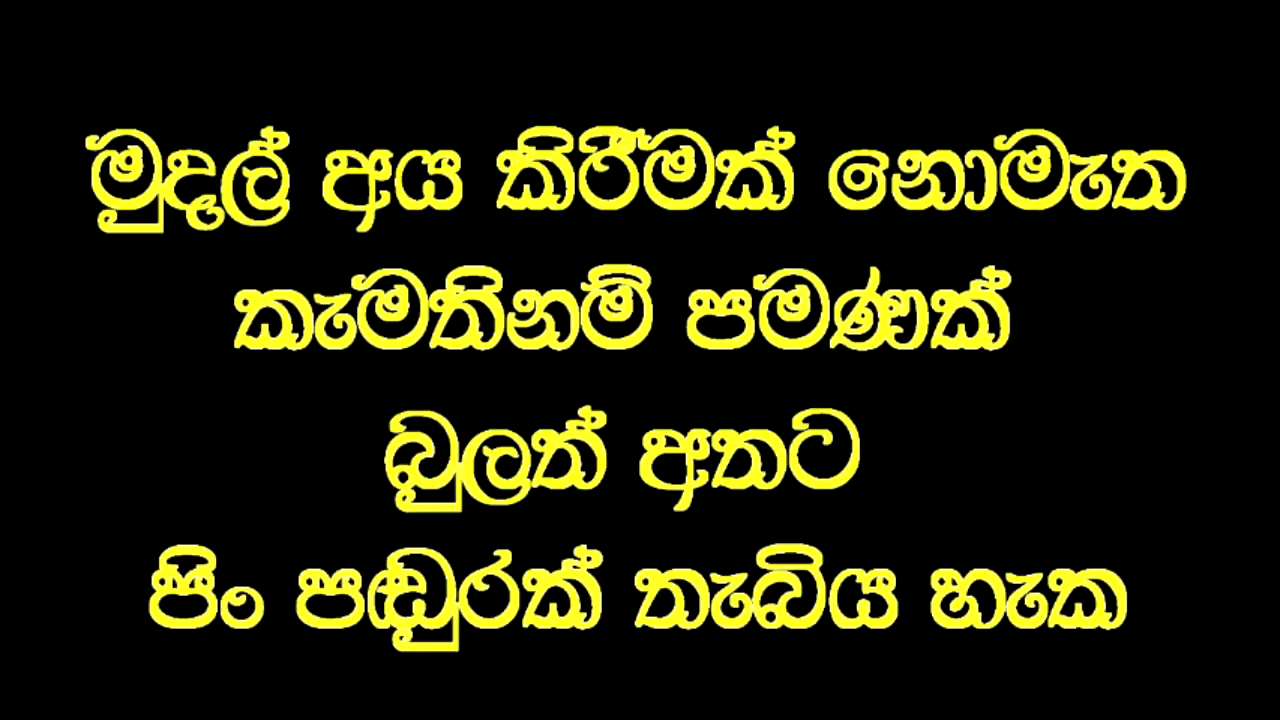 මුදල් අය කිරීමක් නොමැත
කැමතිනම් පමණක්
බුලත් අතට
පිං පඬුරක් තැබිය හැක